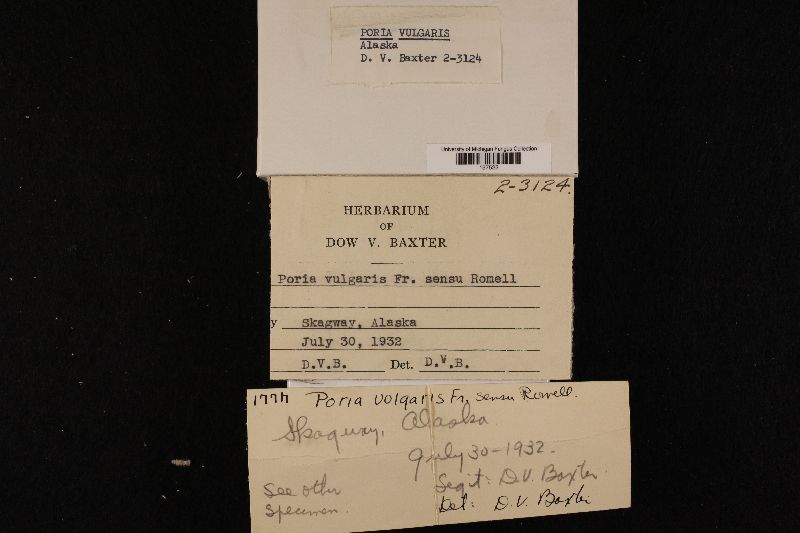 PORIA VULGARIS
Alaska
D. V. Baxter 2-3124
University of Michigan Fungus Collection
2-3124.
HERBARIUM
OF
DOW V. BAXTER
Poria vulgaris Fr. sensu Romell
y Skagway, Alaska
July 30, 1932
D.V.B. Det. D.V.B.
Poria vulgaris Fr. sensu Romell.
Skagway, Alaska
July 30-1932.
See other Legit: D.V. Baxter
specimen. Det: D.V. Baxter